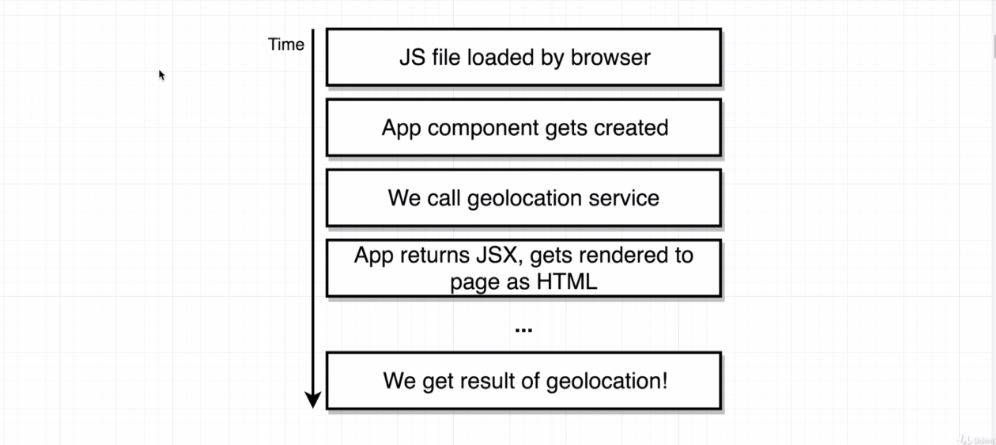 Time
JS file loaded by browser
App component gets created
We call geolocation service
App returns JSX, gets rendered to
page as HTML
...
We get result of geolocation!